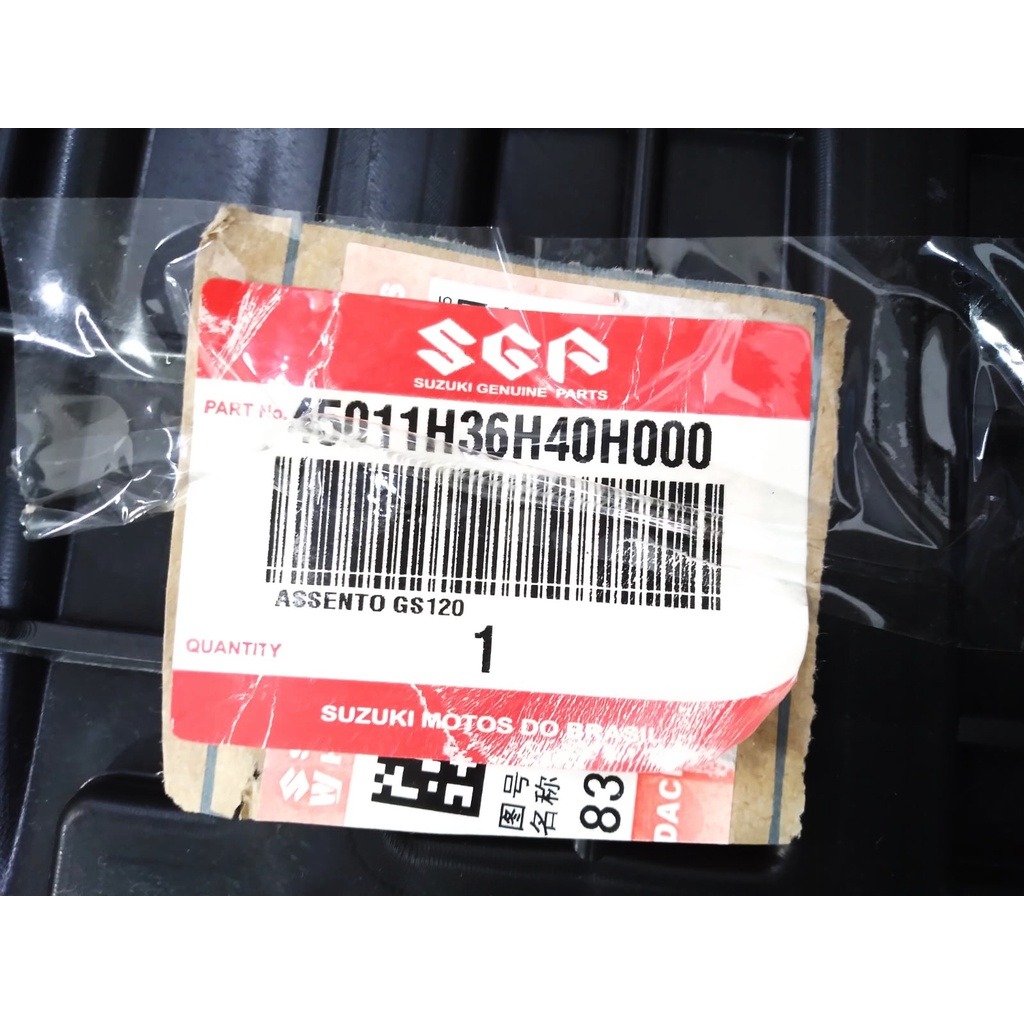 SGP
SUZUKI GENUINE PARTS
PART No. 45011H36H40H000
ASSENTO GS120
QUANTITY 1
SUZUKI MOTOS DO BRASIL
图号
名称
83
DAC